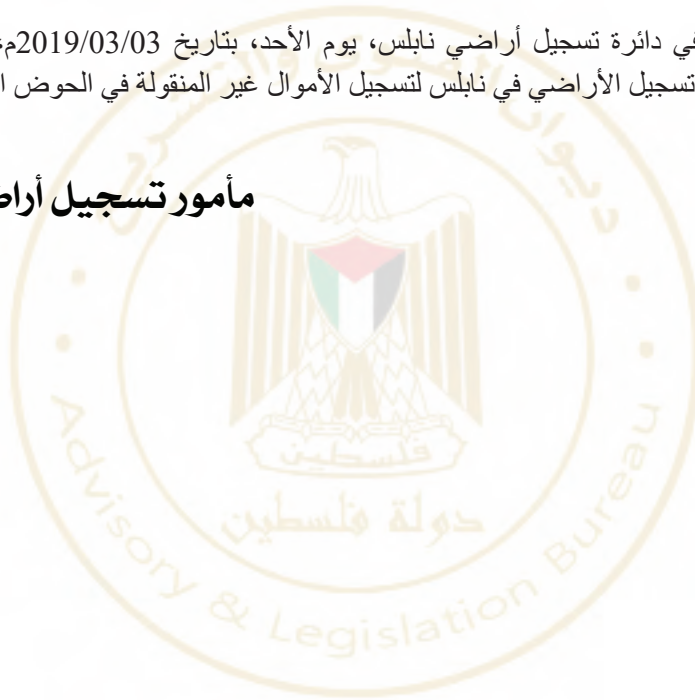 في دائرة تسجيل أراضي نابلس، يوم الأحد، بتاريخ 2019/03/03م،
تسجيل الأراضي في نابلس لتسجيل الأموال غير المنقولة في الحوض
مأمور تسجيل
ديوان
فلسطين
دولة فلسطين
Advisory & Legislation Bureau